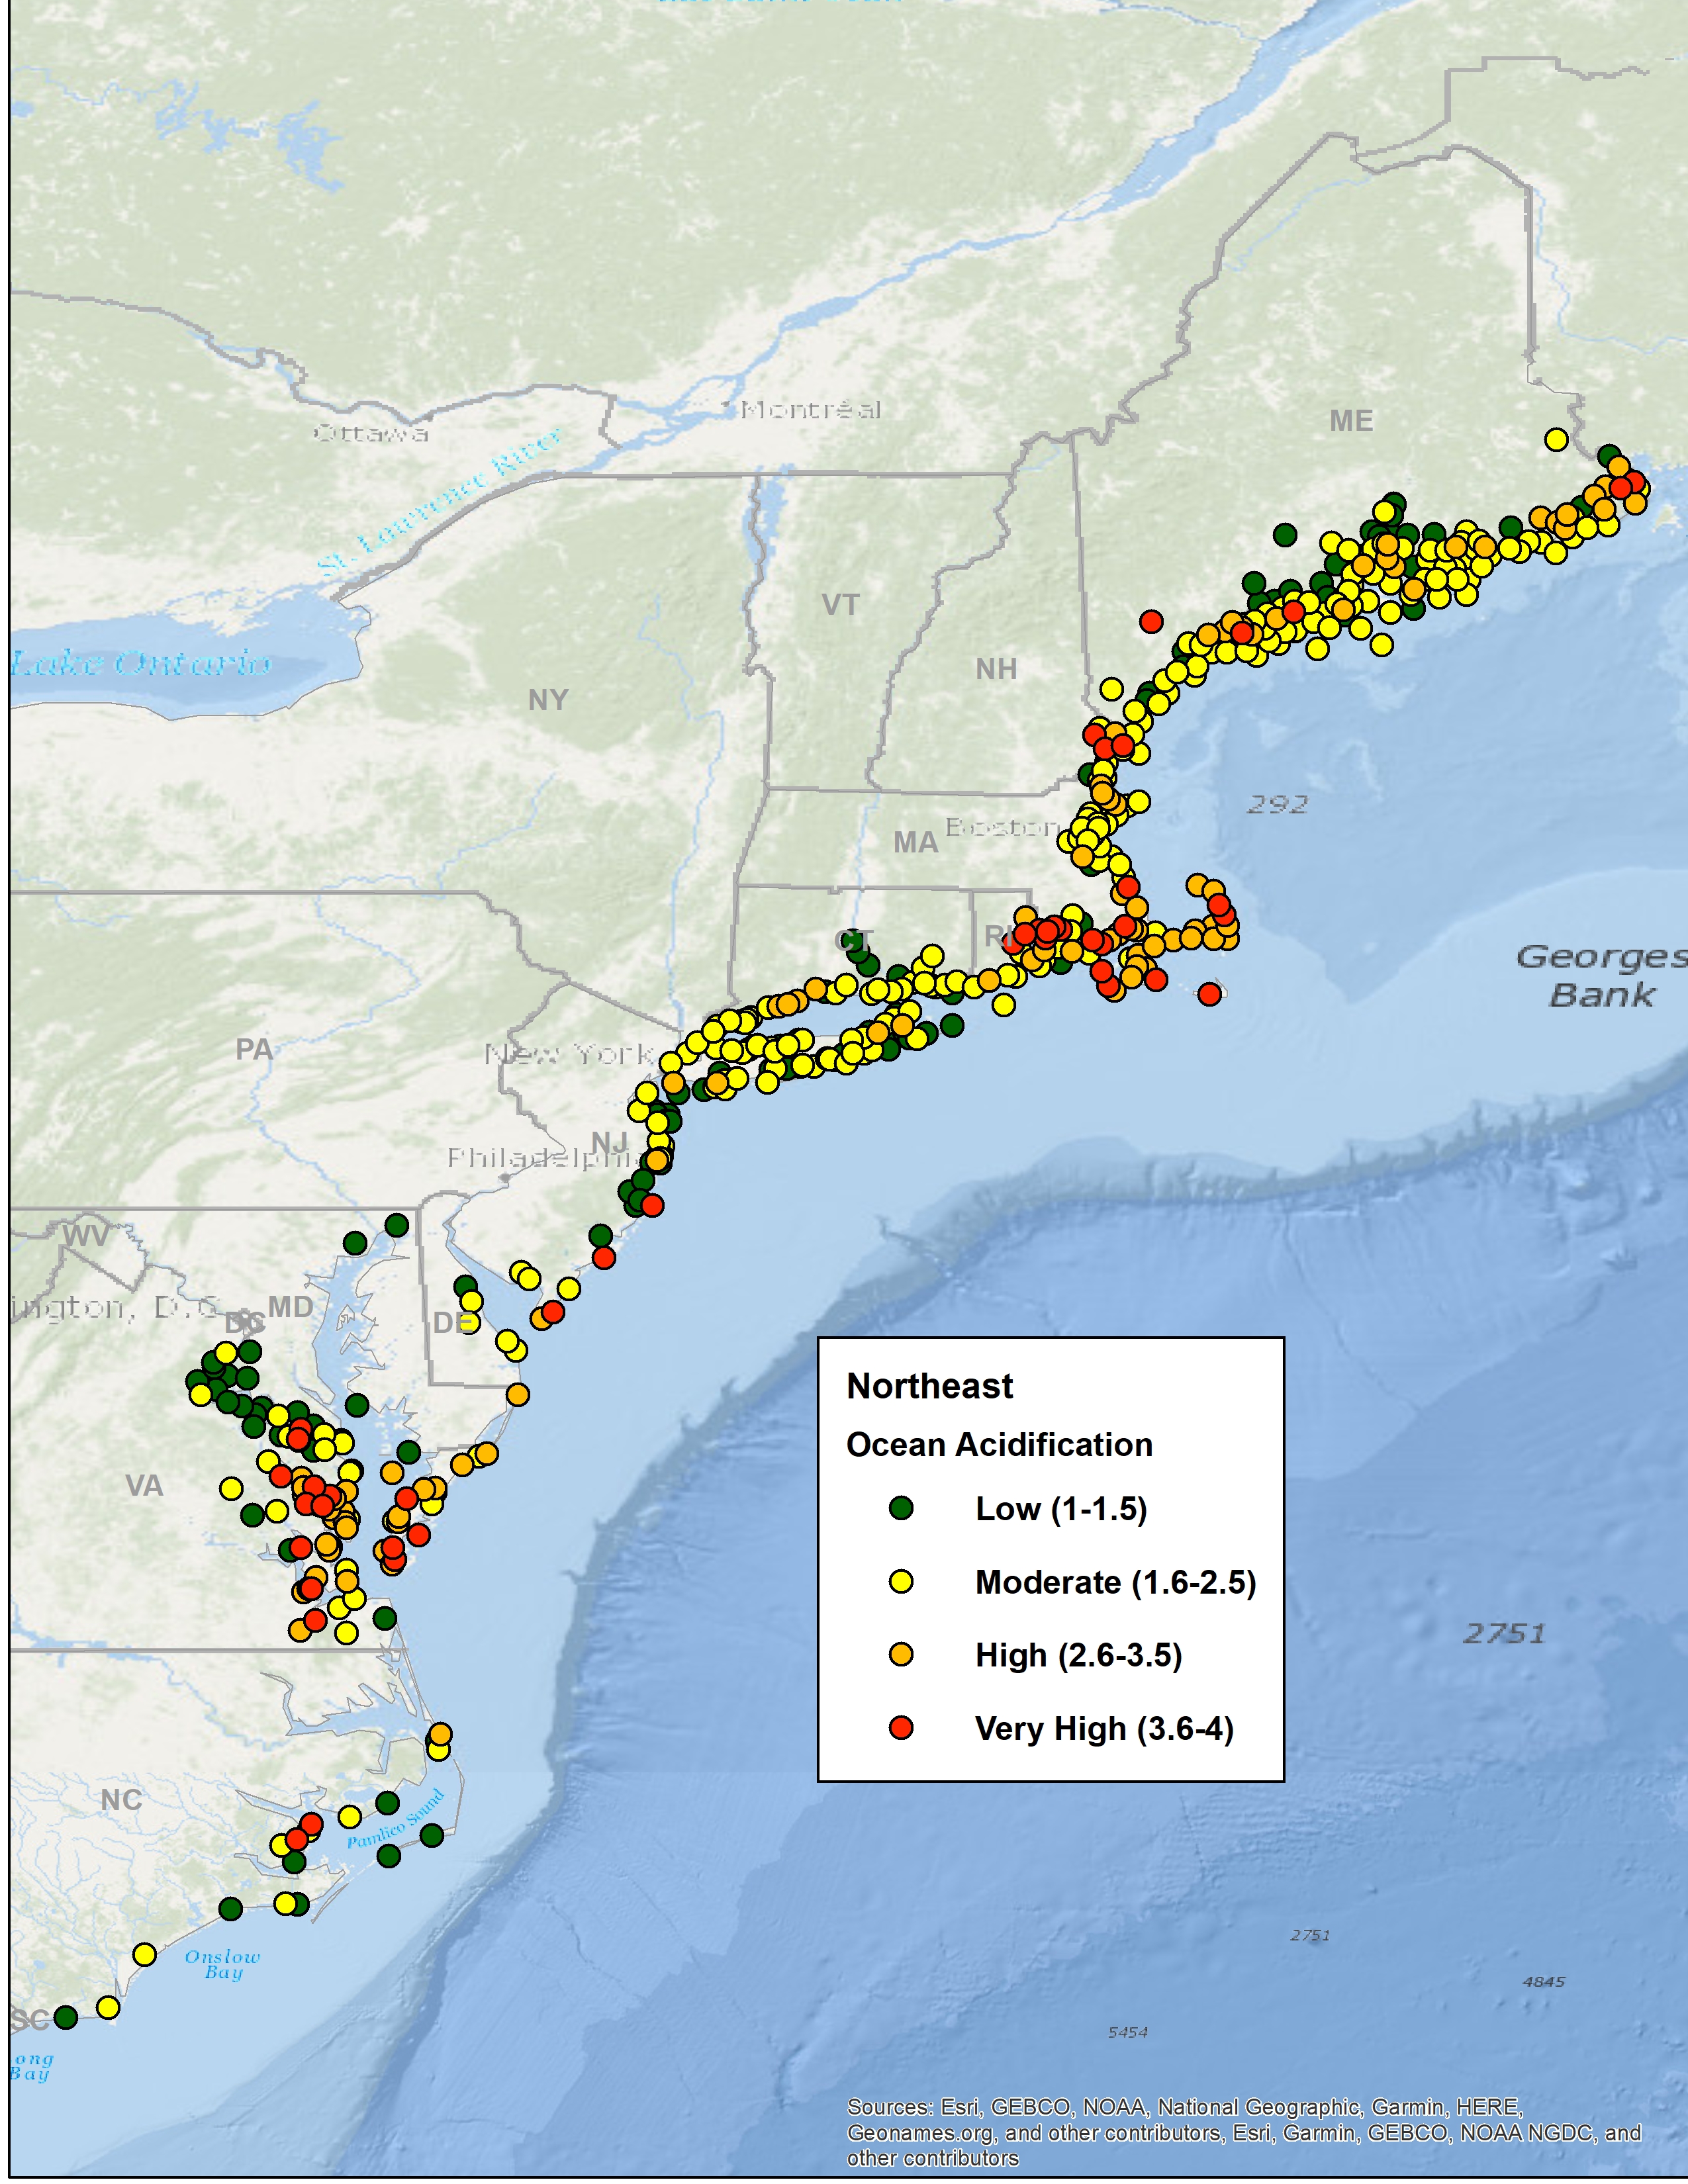 Montréal
Ottawa
ME
St. Lawrence River
VT
Lake Ontario
NH
NY
292
Boston
MA
CT
RI
Georges
Bank
PA
New York
NJ
Philadelphia
WV
ington, D.C.
MD
DC
DE
VA
Northeast
Ocean Acidification
Low (1-1.5)
Moderate (1.6-2.5)
High (2.6-3.5)
Very High (3.6-4)
2751
NC
Pamlico Sound
2751
Onslow
Bay
4845
SC
5454
ong
Bay
Sources: Esri, GEBCO, NOAA, National Geographic, Garmin, HERE,
Geonames.org, and other contributors, Esri, Garmin, GEBCO, NOAA NGDC, and
other contributors